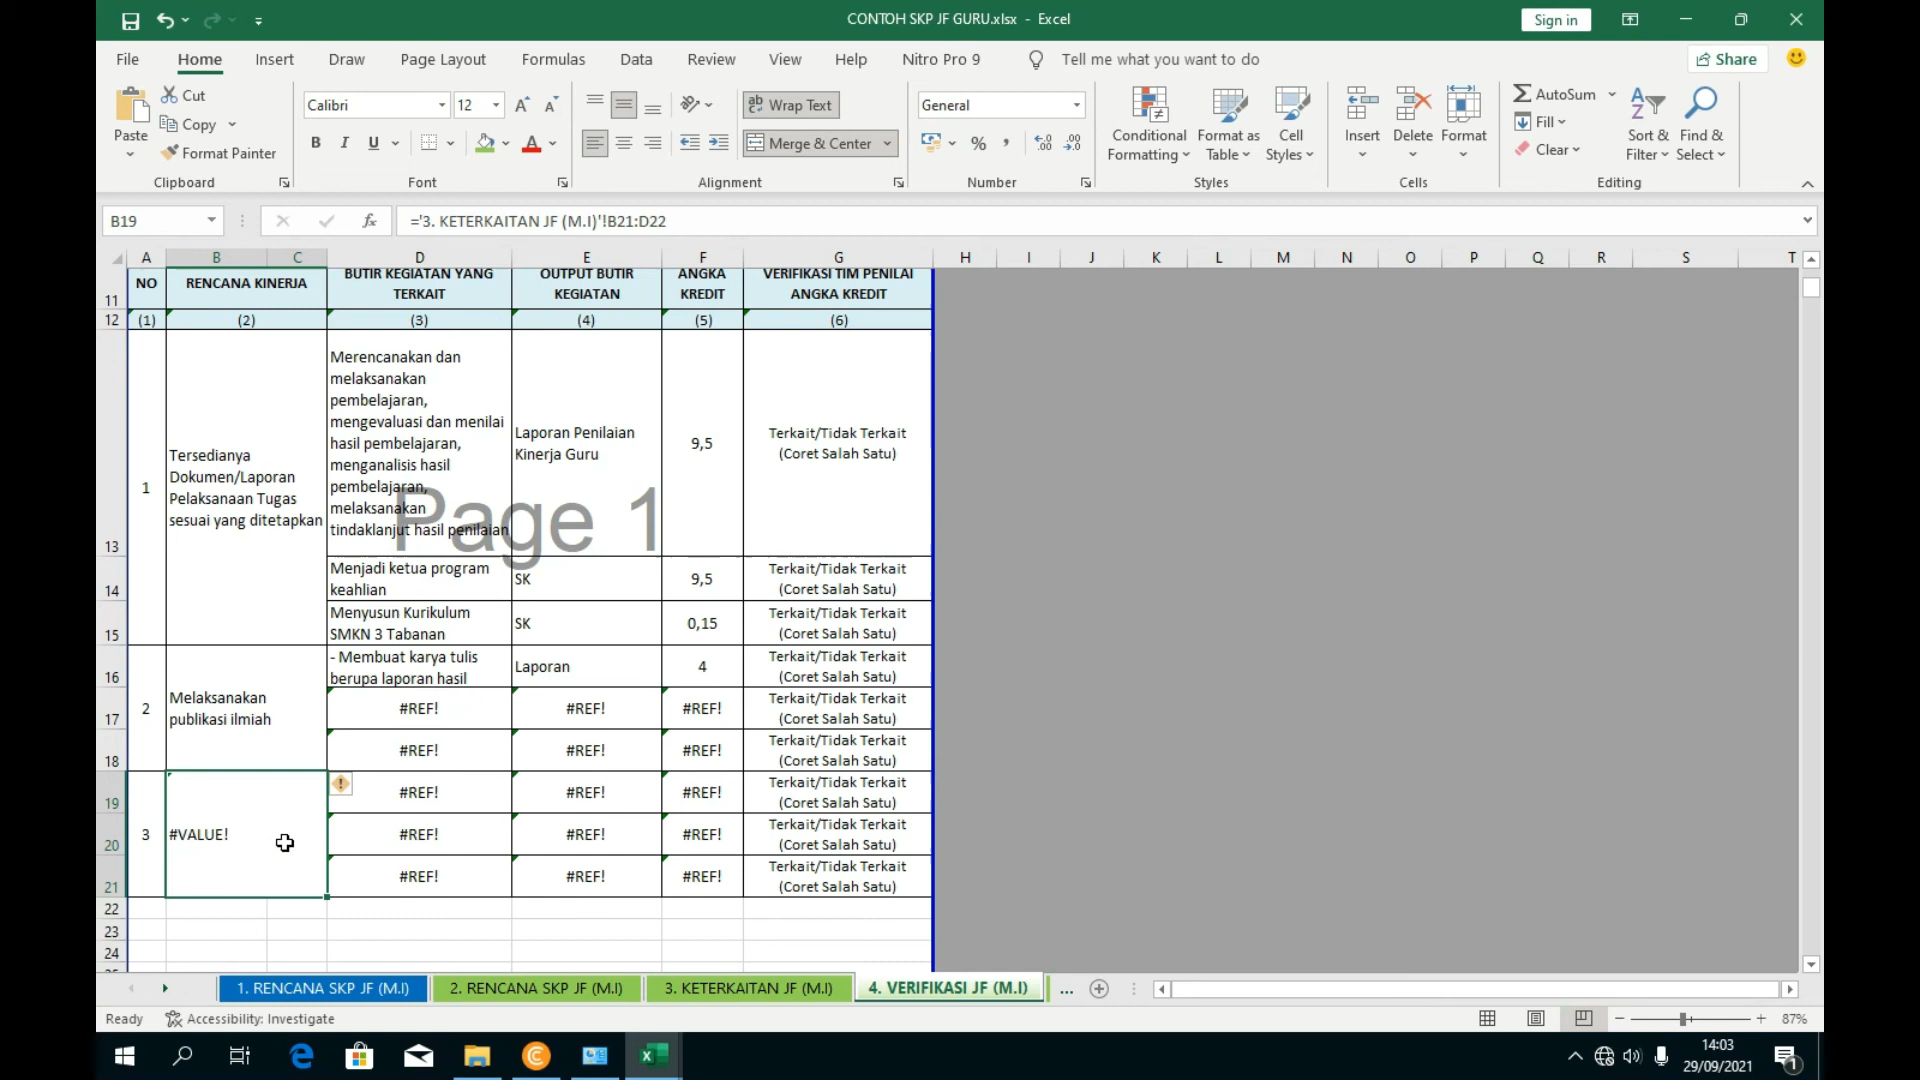 CONTOH SKP JF GURU.xlsx - Excel
Sign in
File Home Insert Draw Page Layout Formulas Data Review View Help Nitro Pro 9 Tell me what you want to do Share
Paste
Cut
Copy
Format Painter
Clipboard
Calibri 12
B I U
Font
Wrap Text
Merge & Center
Alignment
General
Number
Conditional Formatting
Format as Table
Cell Styles
Styles
Insert Delete Format
Cells
AutoSum
Fill
Clear
Sort & Filter
Find & Select
Editing
B19
fx
='3. KETERKAITAN JF (M.I)'!B21:D22
A B C D E F G H I J K L M N O P Q R S T
11 NO RENCANA KINERJA BUTIR KEGIATAN YANG TERKAIT OUTPUT BUTIR KEGIATAN ANGKA KREDIT VERIFIKASI TIM PENILAI ANGKA KREDIT
12 (1) (2) (3) (4) (5) (6)
1
Tersedianya
Dokumen/Laporan
Pelaksanaan Tugas
sesuai yang ditetapkan
Merencanakan dan
melaksanakan
pembelajaran,
mengevaluasi dan menilai
hasil pembelajaran,
menganalisis hasil
pembelajaran,
melaksanakan
tindaklanjut hasil penilaian
Laporan Penilaian
Kinerja Guru
9,5
Terkait/Tidak Terkait
(Coret Salah Satu)
Page 1
13
14
Menjadi ketua program
keahlian
SK
9,5
Terkait/Tidak Terkait
(Coret Salah Satu)
15
Menyusun Kurikulum
SMKN 3 Tabanan
SK
0,15
Terkait/Tidak Terkait
(Coret Salah Satu)
2
Melaksanakan
publikasi ilmiah
16
- Membuat karya tulis
berupa laporan hasil
Laporan
4
Terkait/Tidak Terkait
(Coret Salah Satu)
17 #REF! #REF! #REF!
Terkait/Tidak Terkait
(Coret Salah Satu)
18 #REF! #REF! #REF!
Terkait/Tidak Terkait
(Coret Salah Satu)
3
#VALUE!
19 #REF! #REF! #REF!
Terkait/Tidak Terkait
(Coret Salah Satu)
20 #REF! #REF! #REF!
Terkait/Tidak Terkait
(Coret Salah Satu)
21 #REF! #REF! #REF!
Terkait/Tidak Terkait
(Coret Salah Satu)
22
23
24
1. RENCANA SKP JF (M.I) 2. RENCANA SKP JF (M.I) 3. KETERKAITAN JF (M.I) 4. VERIFIKASI JF (M.I) ...
Ready Accessibility: Investigate 87%
14:03
29/09/2021
1